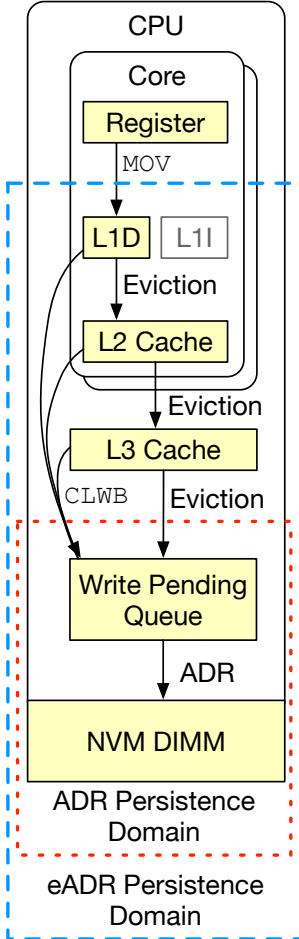 CPU
Core
Register
MOV
L1D
L1I
Eviction
L2 Cache
Eviction
L3 Cache
CLWB
Eviction
Write Pending
Queue
ADR
NVM DIMM
ADR Persistence
Domain
eADR Persistence
Domain